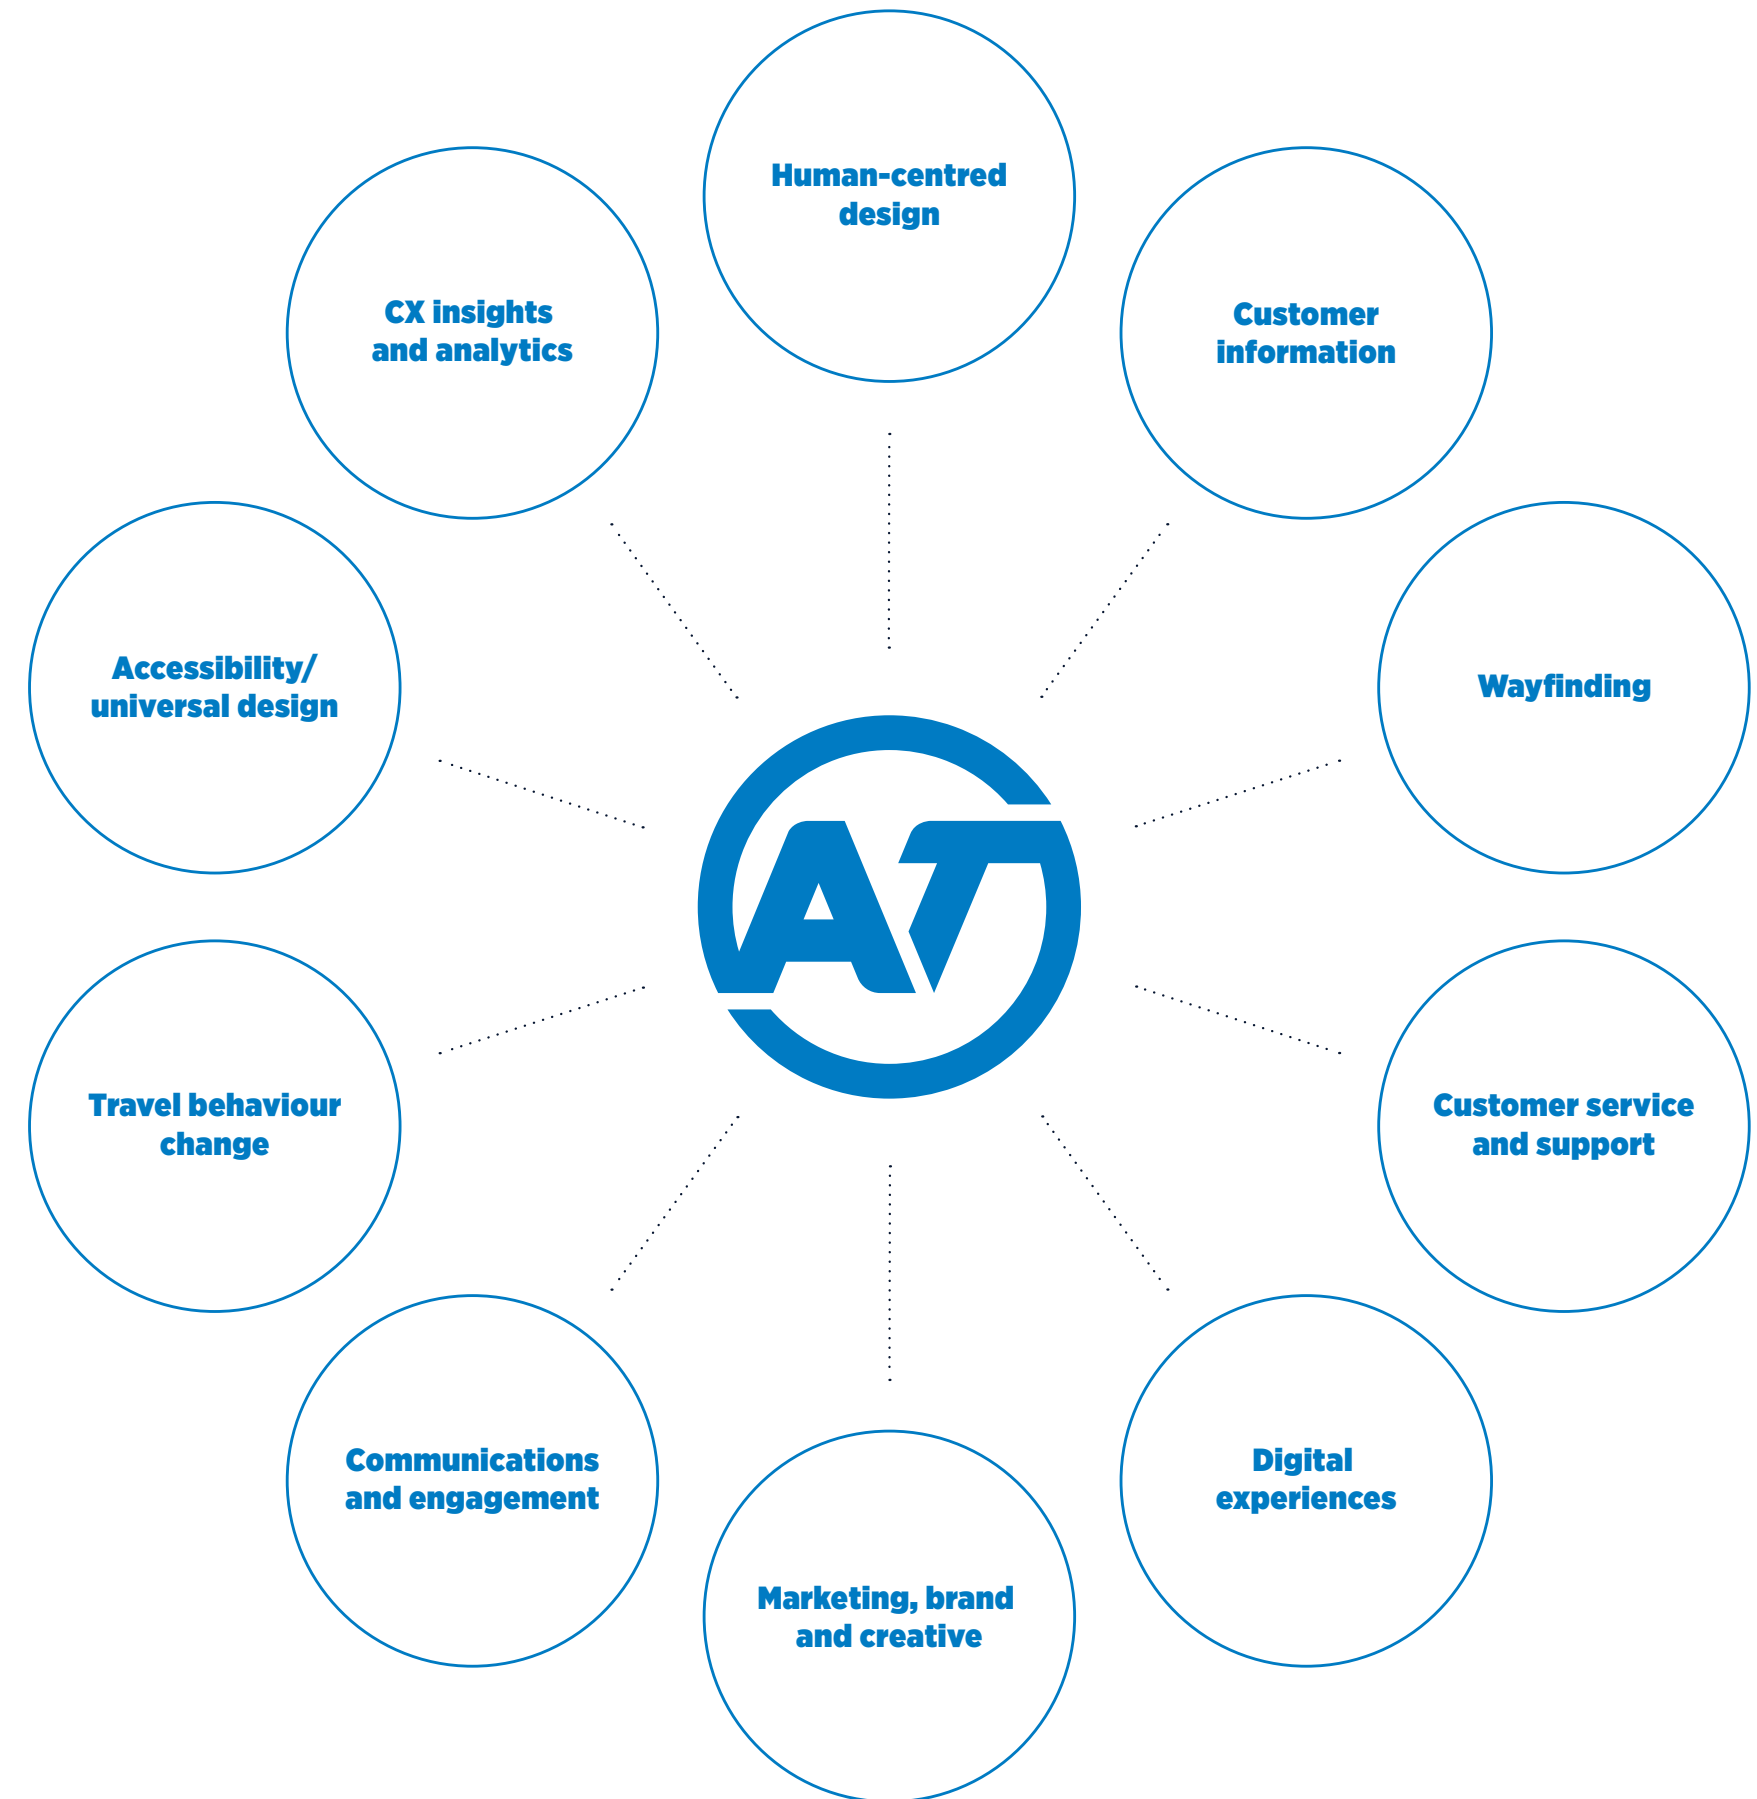 Human-centred
design
Customer
information
Wayfinding
Customer service
and support
Digital
experiences
Marketing, brand
and creative
Communications
and engagement
Travel behaviour
change
Accessibility/
universal design
CX insights
and analytics
AT